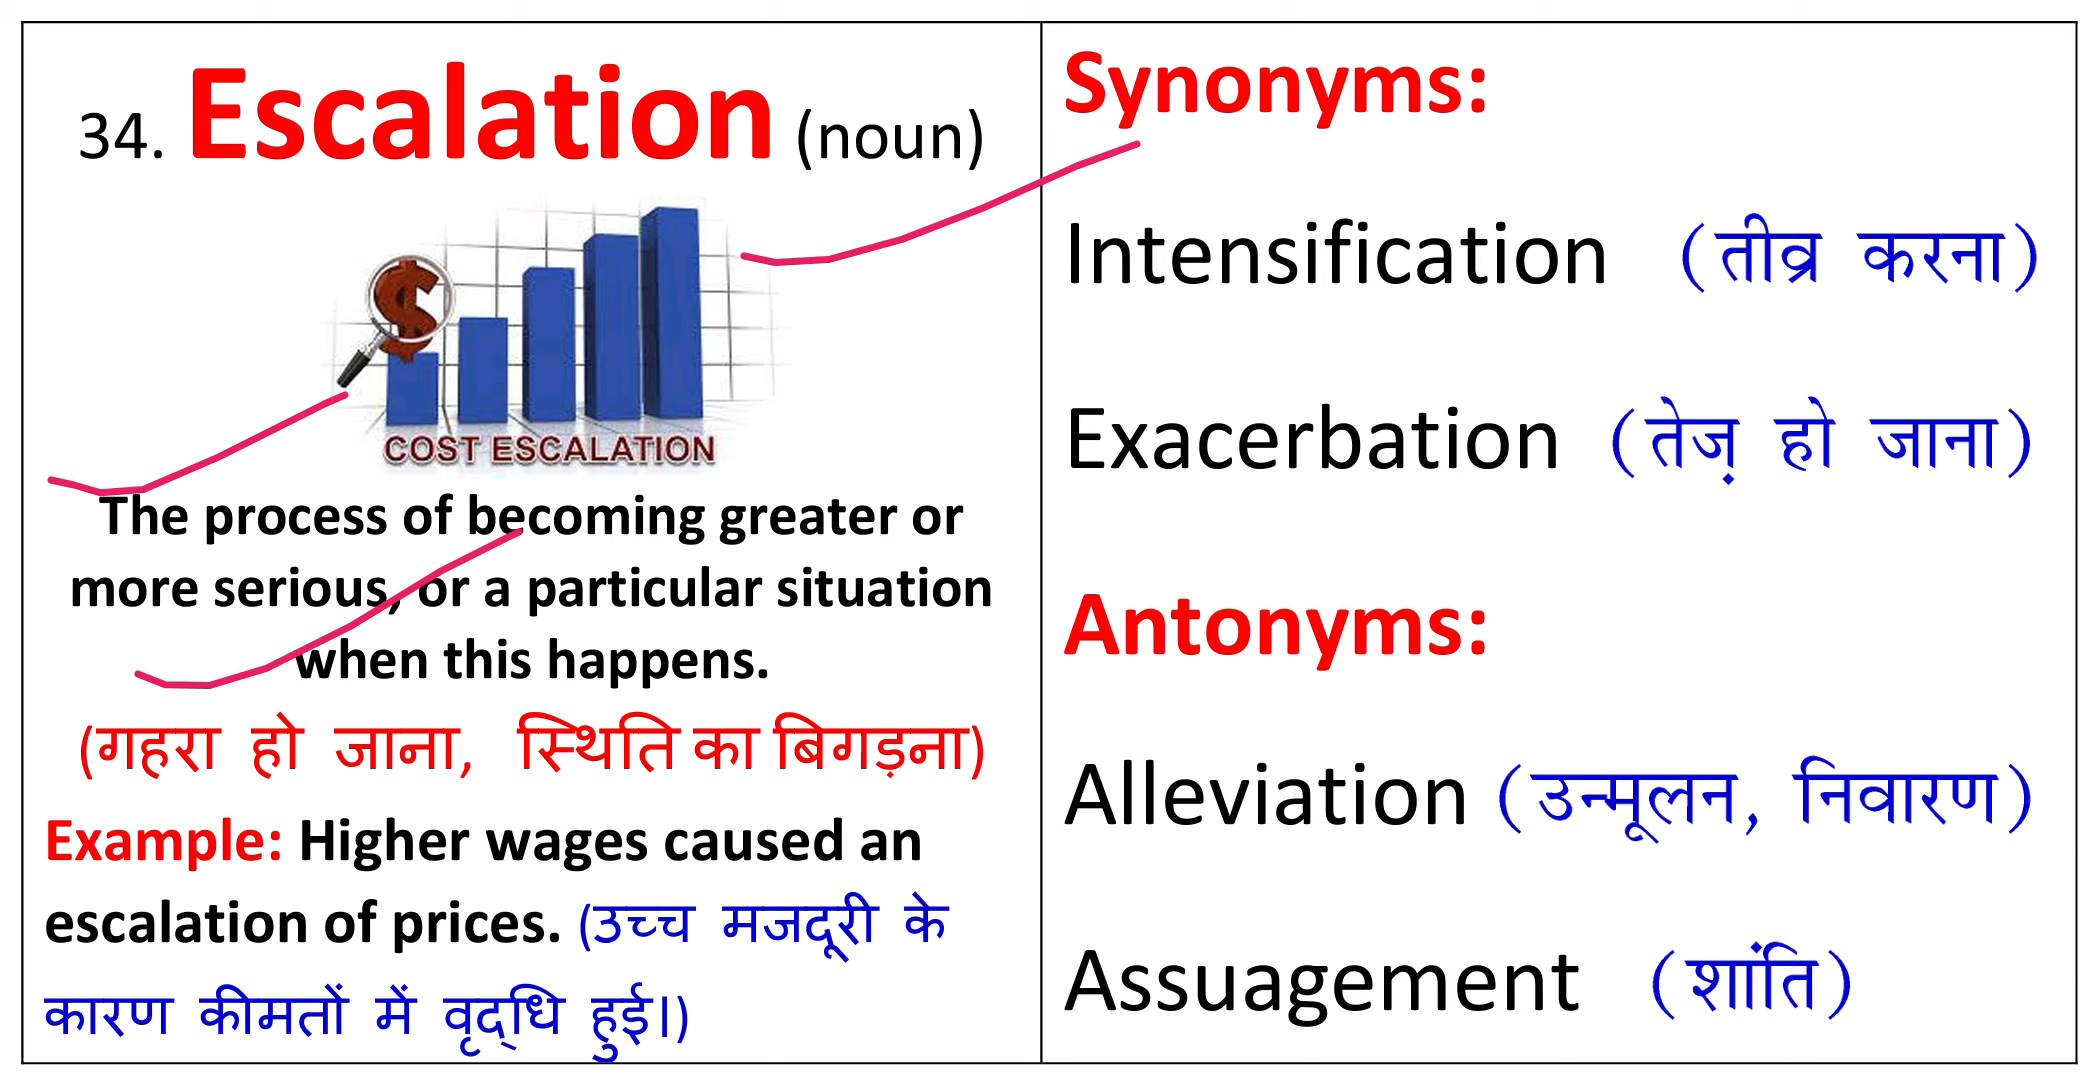 34. Escalation (noun)
COST ESCALATION
The process of becoming greater or
more serious, or a particular situation
when this happens.
(गहरा हो जाना, स्थिति का बिगड़ना)
Example: Higher wages caused an
escalation of prices. (उच्च मजदूरी के
कारण कीमतों में वृद्धि हुई।)
Synonyms:
Intensification (तीव्र करना)
Exacerbation (तेज़ हो जाना)
Antonyms:
Alleviation (उन्मूलन, निवारण)
Assuagement (शांति)